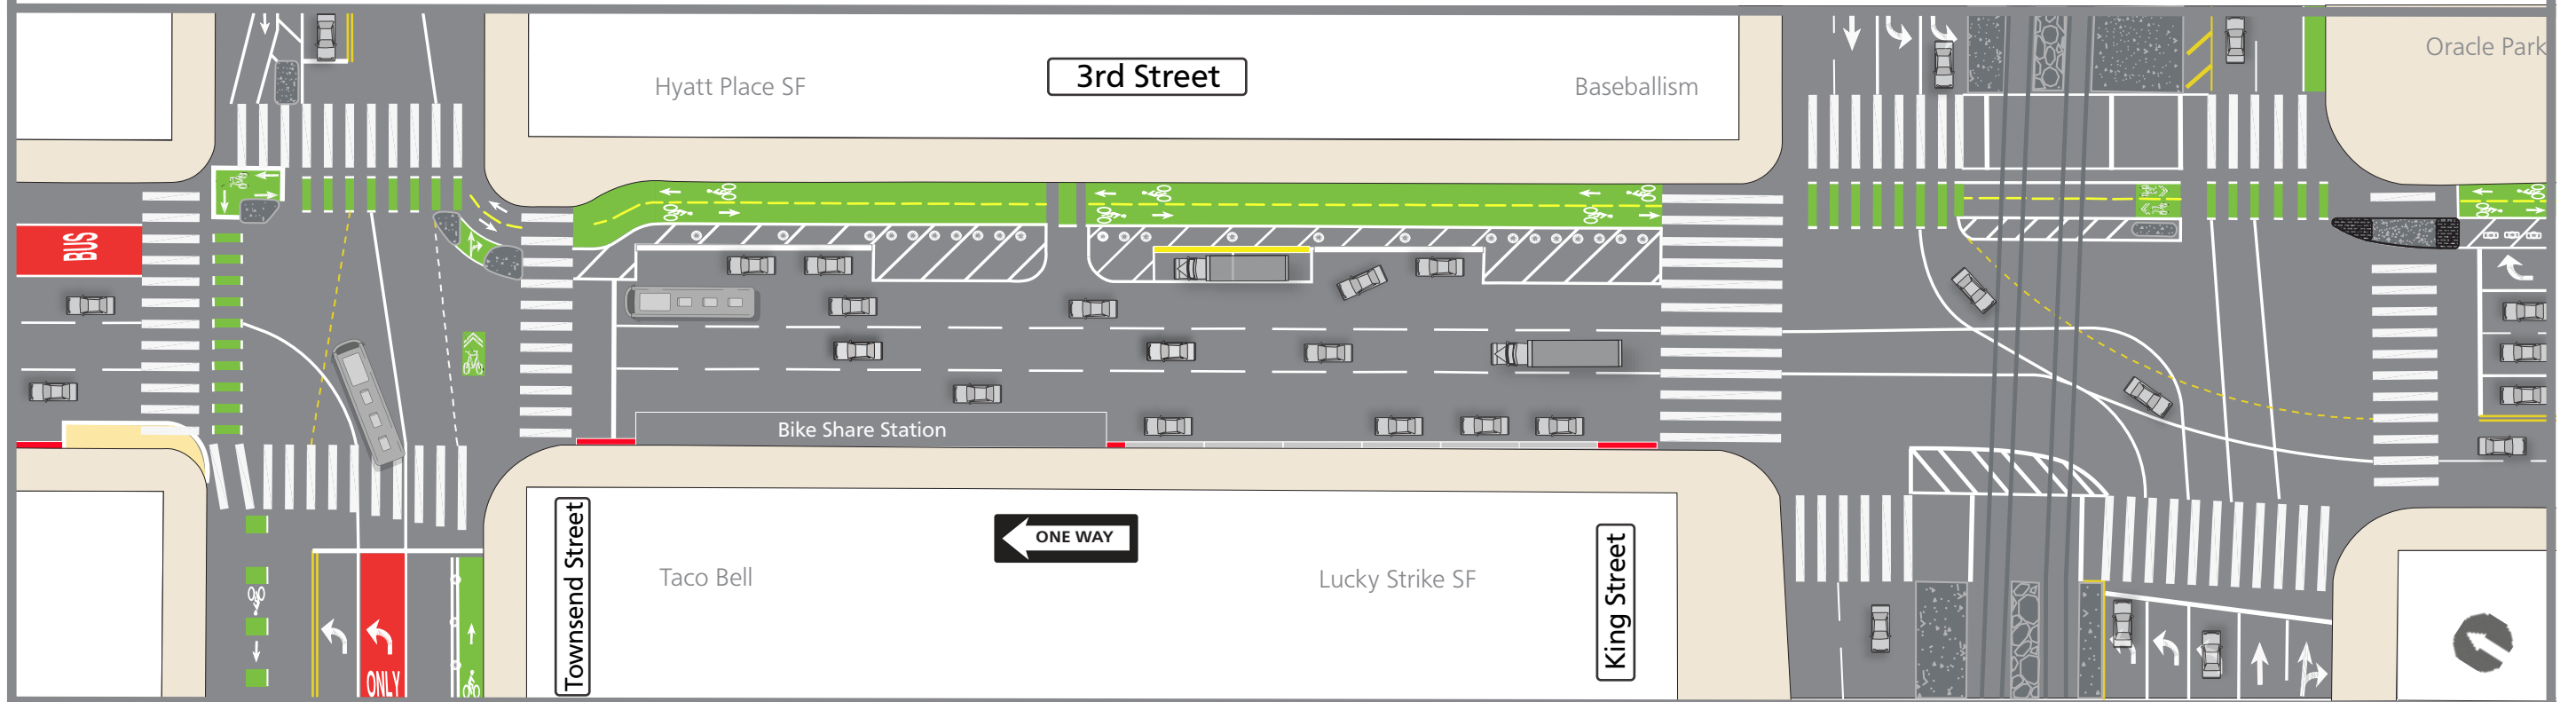 Hyatt Place SF
3rd Street
Baseballism
Oracle Park
BUS
Bike Share Station
Townsend Street
Taco Bell
ONE WAY
Lucky Strike SF
King Street
ONLY